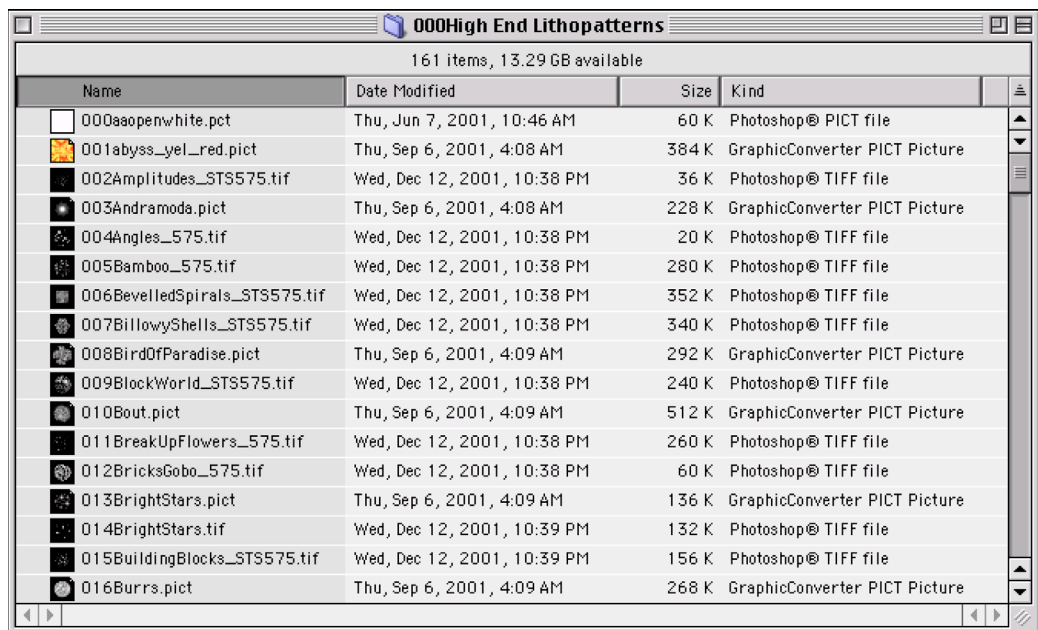 000High End Lithopatterns
161 items, 13.29 GB available
Name Date Modified Size Kind
000aaopenwhite.pct Thu, Jun 7, 2001, 10:46 AM 60 K Photoshop® PICT file
001abyss_yel_red.pict Thu, Sep 6, 2001, 4:08 AM 384 K GraphicConverter PICT Picture
002Amplitudes_STS575.tif Wed, Dec 12, 2001, 10:38 PM 36 K Photoshop® TIFF file
003Andramoda.pict Thu, Sep 6, 2001, 4:08 AM 228 K GraphicConverter PICT Picture
004Angles_575.tif Wed, Dec 12, 2001, 10:38 PM 20 K Photoshop® TIFF file
005Bamboo_575.tif Wed, Dec 12, 2001, 10:38 PM 280 K Photoshop® TIFF file
006BevelledSpirals_STS575.tif Wed, Dec 12, 2001, 10:38 PM 352 K Photoshop® TIFF file
007BillowyShells_STS575.tif Wed, Dec 12, 2001, 10:38 PM 340 K Photoshop® TIFF file
008BirdOfParadise.pict Thu, Sep 6, 2001, 4:09 AM 292 K GraphicConverter PICT Picture
009BlockWorld_STS575.tif Wed, Dec 12, 2001, 10:38 PM 240 K Photoshop® TIFF file
010Bout.pict Thu, Sep 6, 2001, 4:09 AM 512 K GraphicConverter PICT Picture
011BreakUpFlowers_575.tif Wed, Dec 12, 2001, 10:38 PM 260 K Photoshop® TIFF file
012BricksGobo_575.tif Wed, Dec 12, 2001, 10:38 PM 60 K Photoshop® TIFF file
013BrightStars.pict Thu, Sep 6, 2001, 4:09 AM 136 K GraphicConverter PICT Picture
014BrightStars.tif Wed, Dec 12, 2001, 10:39 PM 132 K Photoshop® TIFF file
015BuildingBlocks_STS575.tif Wed, Dec 12, 2001, 10:39 PM 156 K Photoshop® TIFF file
016Burrs.pict Thu, Sep 6, 2001, 4:09 AM 268 K GraphicConverter PICT Picture